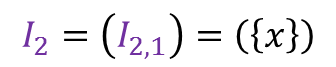 I₂ = (I₂,₁) = ({x})